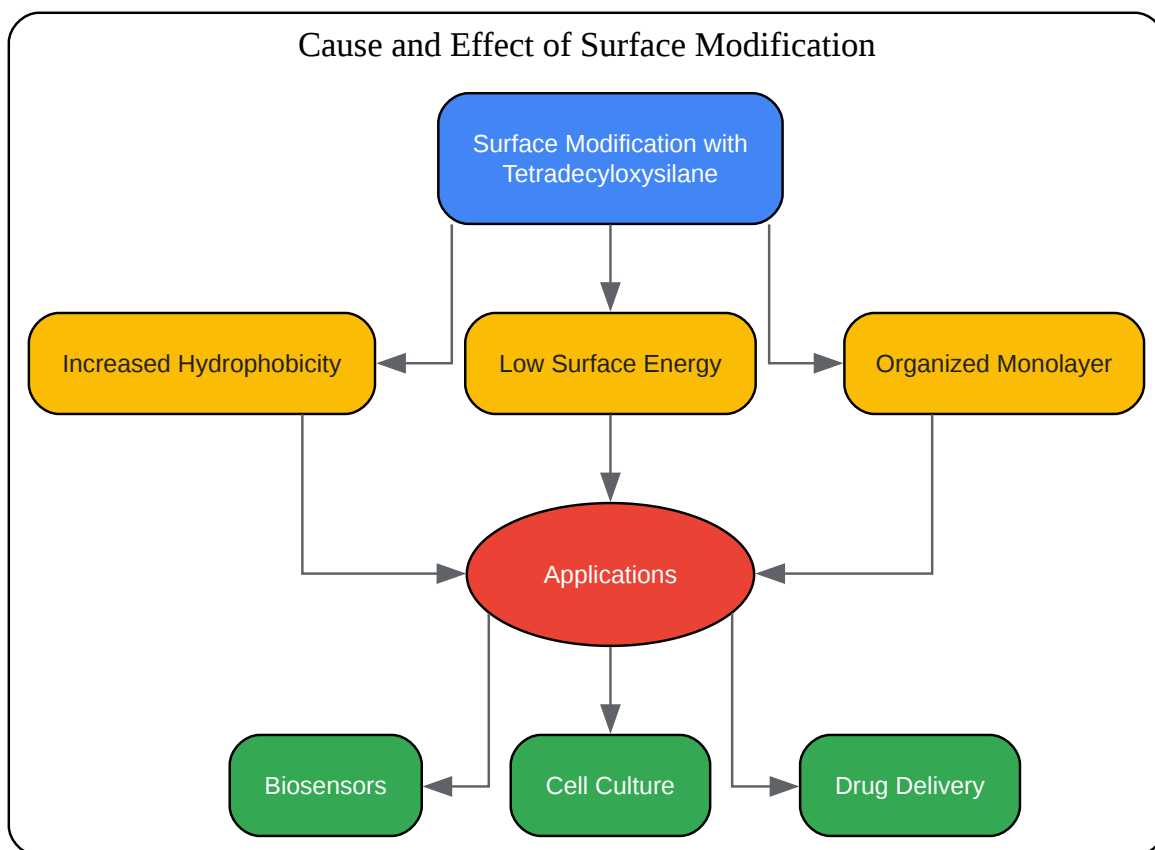 Cause and Effect of Surface Modification
Surface Modification with
Tetradecyloxysilane
Increased Hydrophobicity
Low Surface Energy
Organized Monolayer
Applications
Biosensors
Cell Culture
Drug Delivery